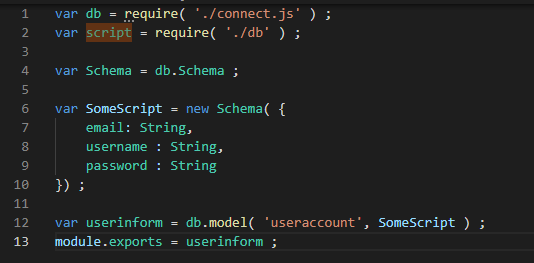 1 var db = require( './connect.js' ) ;
2 var script = require( './db' ) ;
3
4 var Schema = db.Schema ;
5
6 var SomeScript = new Schema( {
7 email: String,
8 username : String,
9 password : String
10 }) ;
11
12 var userinform = db.model( 'useraccount', SomeScript ) ;
13 module.exports = userinform ;